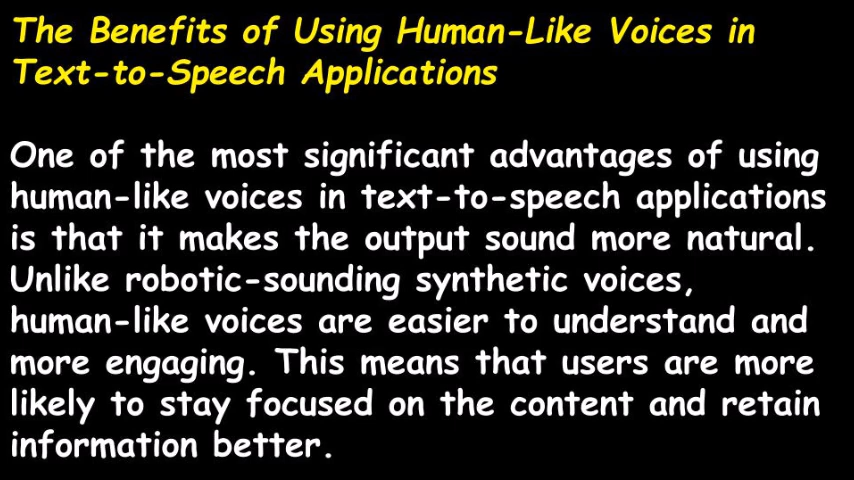 The Benefits of Using Human-Like Voices in
Text-to-Speech Applications
One of the most significant advantages of using
human-like voices in text-to-speech applications
is that it makes the output sound more natural.
Unlike robotic-sounding synthetic voices,
human-like voices are easier to understand and
more engaging. This means that users are more
likely to stay focused on the content and retain
information better.